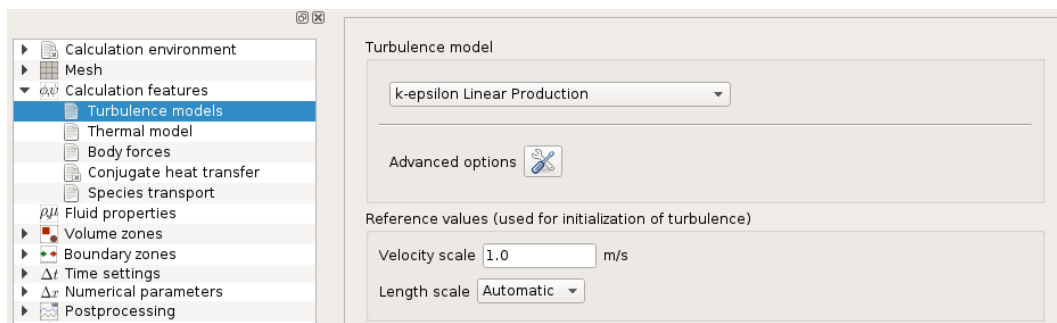 Calculation environment
Mesh
φ,ψ Calculation features
Turbulence models
Thermal model
Body forces
Conjugate heat transfer
Species transport
ρ,μ Fluid properties
Volume zones
Boundary zones
Δt Time settings
Δx Numerical parameters
Postprocessing
Turbulence model
k-epsilon Linear Production
Advanced options
Reference values (used for initialization of turbulence)
Velocity scale 1.0 m/s
Length scale Automatic